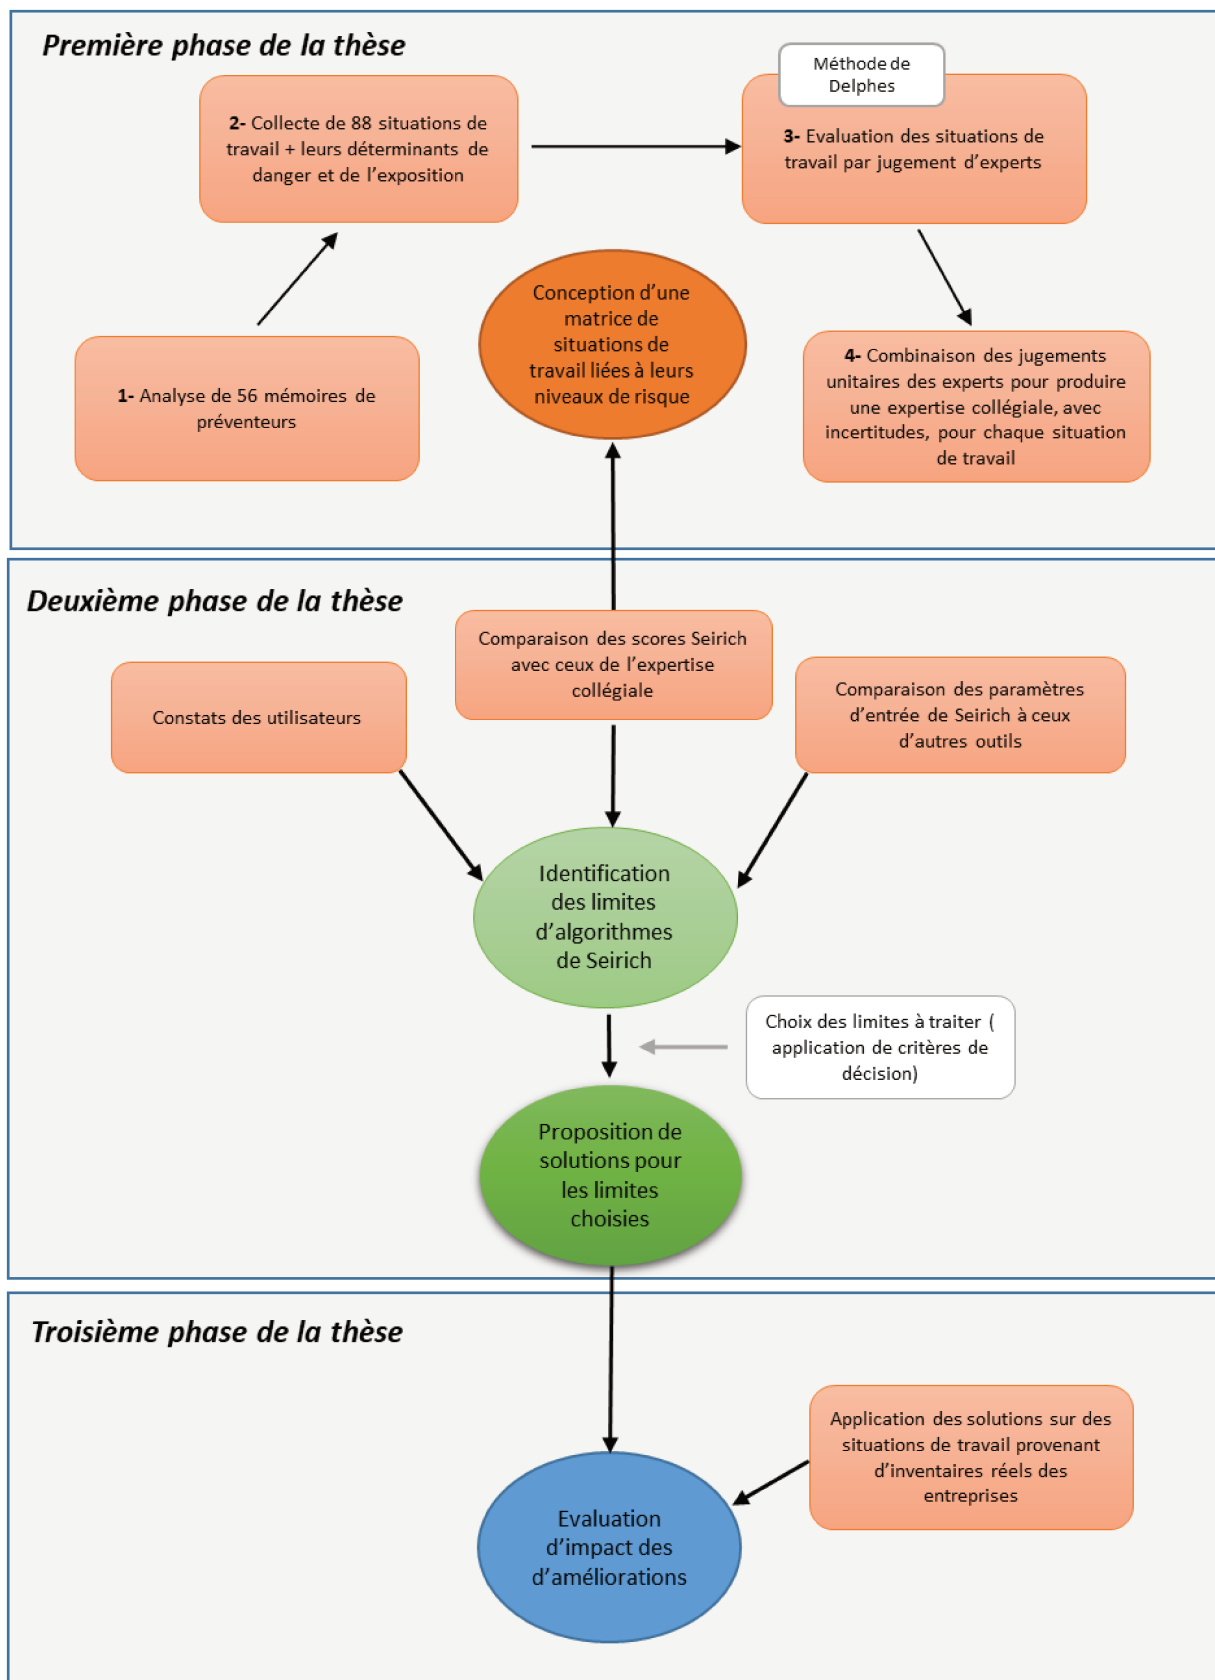 Première phase de la thèse
Méthode de
Delphes
2- Collecte de 88 situations de
travail + leurs déterminants de
danger et de l’exposition
3- Evaluation des situations de
travail par jugement d’experts
Conception d’une
matrice de
situations de
travail liées à leurs
niveaux de risque
1- Analyse de 56 mémoires de
préventeurs
4- Combinaison des jugements
unitaires des experts pour produire
une expertise collégiale, avec
incertitudes, pour chaque situation
de travail
Deuxième phase de la thèse
Constats des utilisateurs
Comparaison des scores Seirich
avec ceux de l’expertise
collégiale
Comparaison des paramètres
d’entrée de Seirich à ceux
d’autres outils
Identification
des limites
d’algorithmes
de Seirich
Choix des limites à traiter (
application de critères de
décision)
Proposition de
solutions pour
les limites
choisies
Troisième phase de la thèse
Application des solutions sur des
situations de travail provenant
d’inventaires réels des
entreprises
Evaluation
d’impact des
d’améliorations